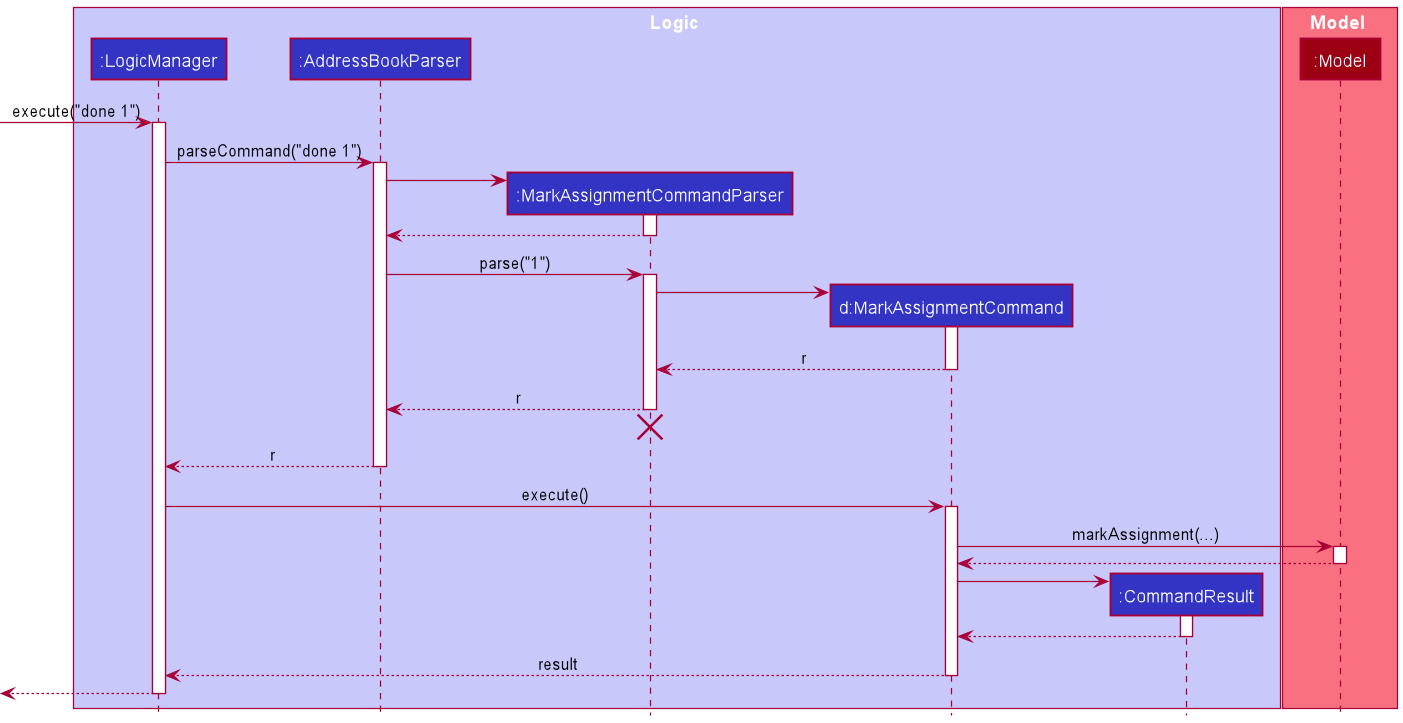 Logic
Model
:LogicManager
:AddressBookParser
:Model
execute("done 1")
parseCommand("done 1")
:MarkAssignmentCommandParser
parse("1")
d:MarkAssignmentCommand
r
r
r
execute()
markAssignment(...)
:CommandResult
result